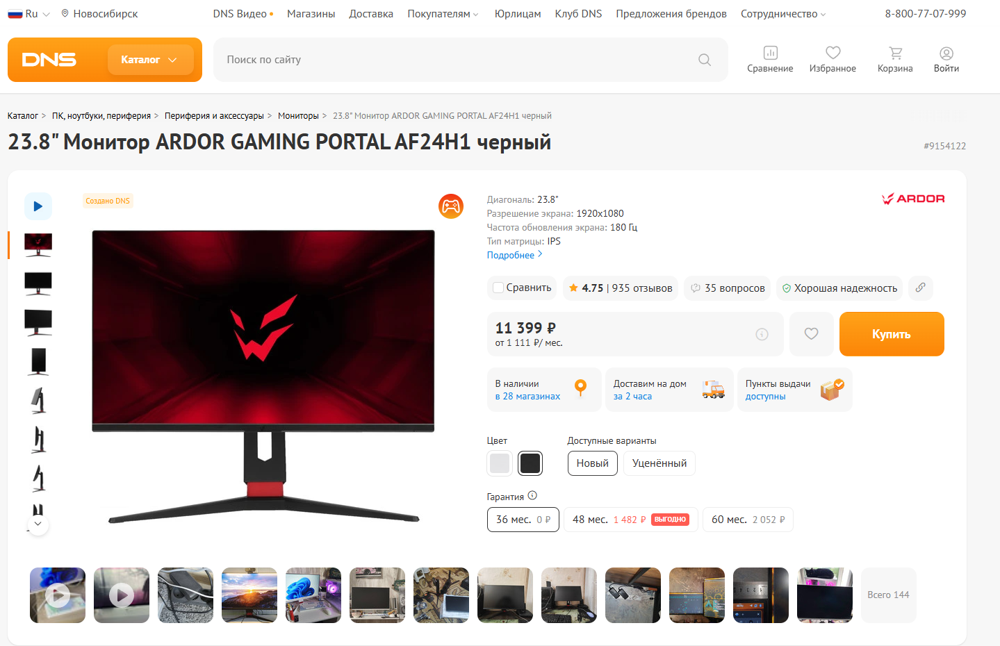 Ru
Новосибирск
DNS Видео
Магазины
Доставка
Покупателям
Юрлицам
Клуб DNS
Предложения брендов
Сотрудничество
8-800-77-07-999
DNS
Каталог
Поиск по сайту
Сравнение
Избранное
Корзина
Войти
Каталог > ПК, ноутбуки, периферия > Периферия и аксессуары > Мониторы > 23.8" Монитор ARDOR GAMING PORTAL AF24H1 черный
23.8" Монитор ARDOR GAMING PORTAL AF24H1 черный
#9154122
Создано DNS
Диагональ: 23.8"
Разрешение экрана: 1920x1080
Частота обновления экрана: 180 Гц
Тип матрицы: IPS
Подробнее
ARDOR
Сравнить
4.75 | 935 отзывов
35 вопросов
Хорошая надежность
11 399 ₽
от 1 111 ₽/ мес.
Купить
В наличии
в 28 магазинах
Доставим на дом
за 2 часа
Пункты выдачи
доступны
Цвет
Доступные варианты
Новый
Уценённый
Гарантия
36 мес. 0 ₽
48 мес. 1 482 ₽ ВЫГОДНО
60 мес. 2 052 ₽
Всего 144